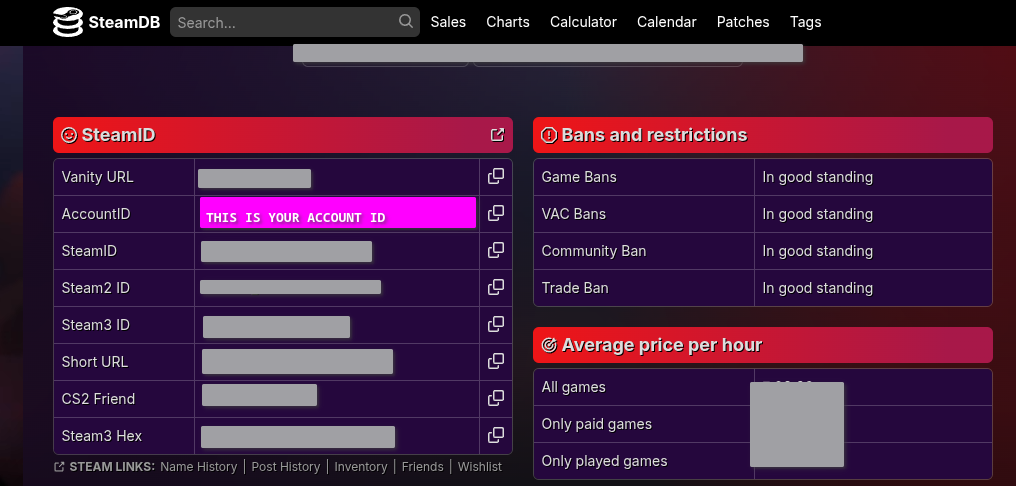 SteamDB Search... Sales Charts Calculator Calendar Patches Tags
SteamID
Vanity URL
AccountID THIS IS YOUR ACCOUNT ID
SteamID
Steam2 ID
Steam3 ID
Short URL
CS2 Friend
Steam3 Hex
STEAM LINKS: Name History | Post History | Inventory | Friends | Wishlist
Bans and restrictions
Game Bans In good standing
VAC Bans In good standing
Community Ban In good standing
Trade Ban In good standing
Average price per hour
All games
Only paid games
Only played games